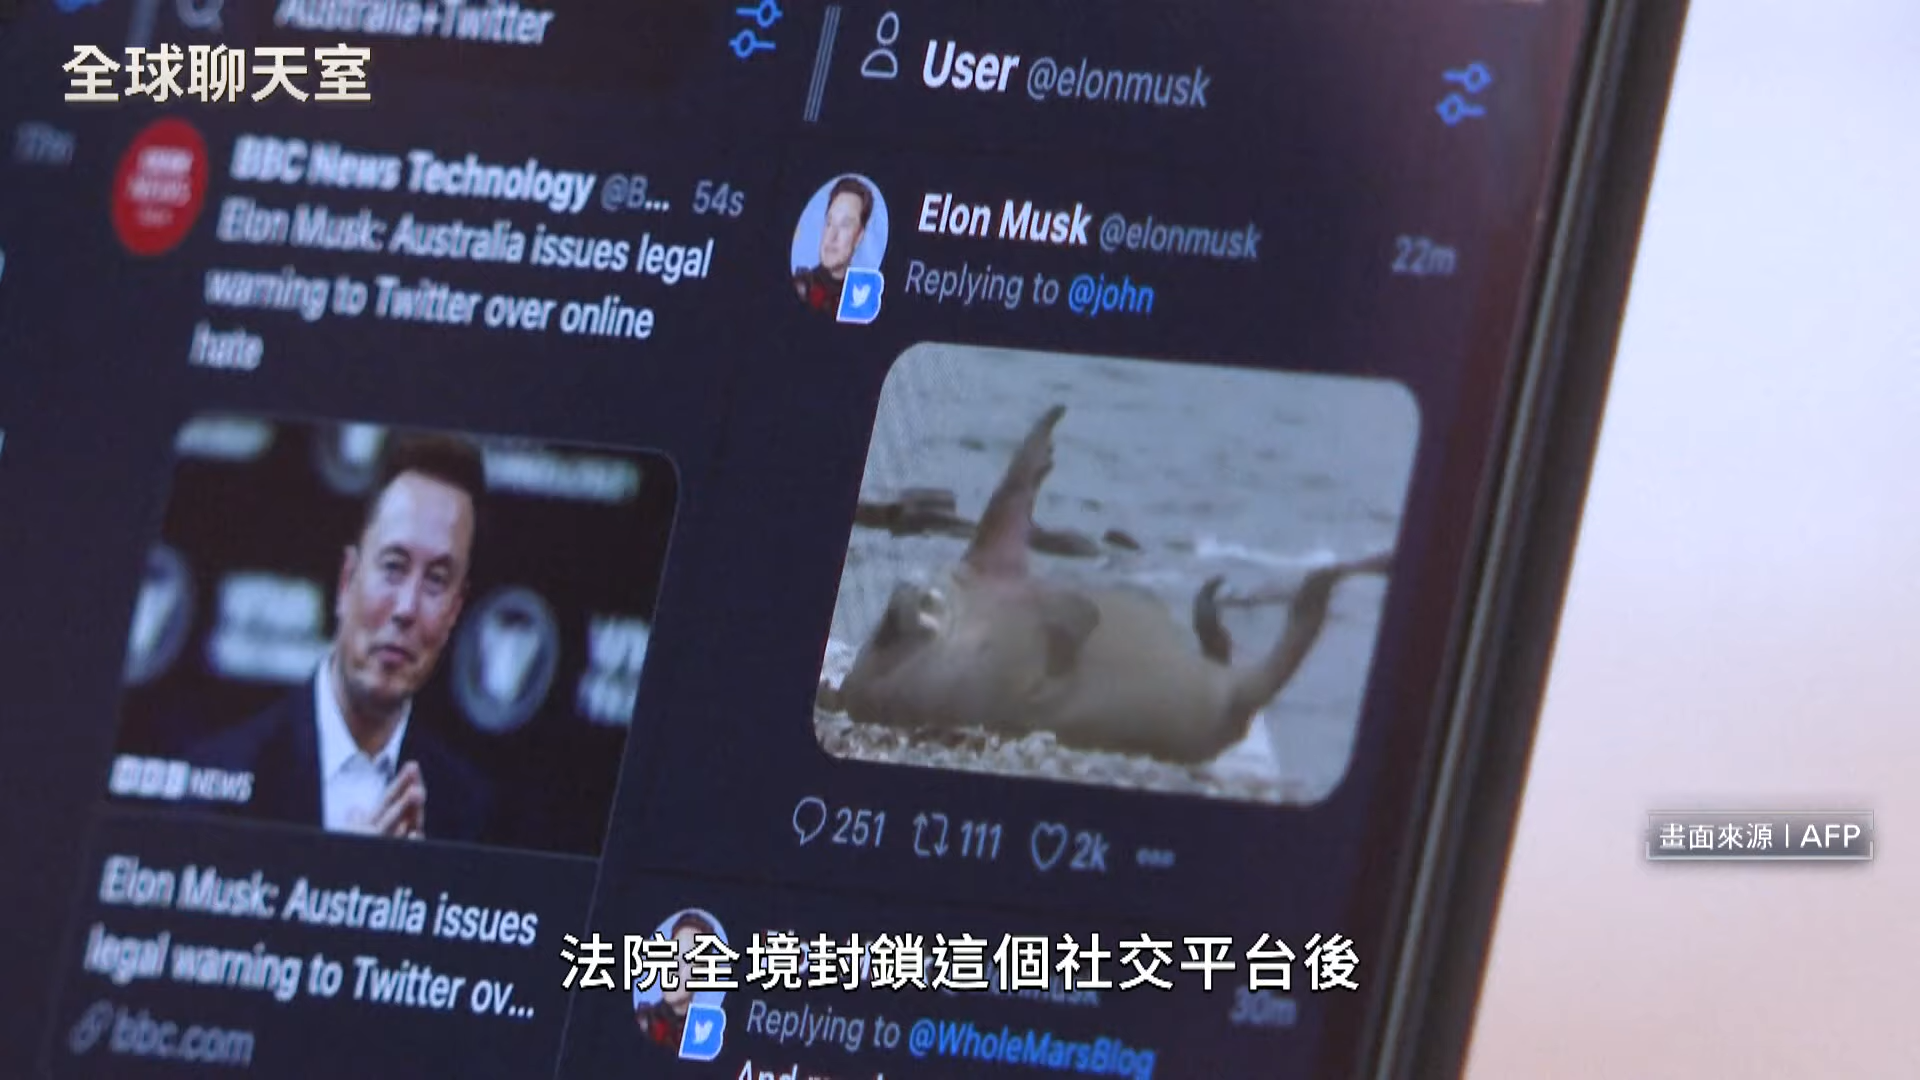 Australia+Twitter
全球聊天室
User @elonmusk
27m
BBC News Technology @B... 54s
Elon Musk: Australia issues legal
warning to Twitter over online
hate
BBC NEWS
Elon Musk: Australia issues
legal warning to Twitter ov...
bbc.com
Elon Musk @elonmusk 22m
Replying to @john
251 111 2k
畫面來源 | AFP
法院全境封鎖這個社交平台後
30m
Replying to @WholeMarsBlog